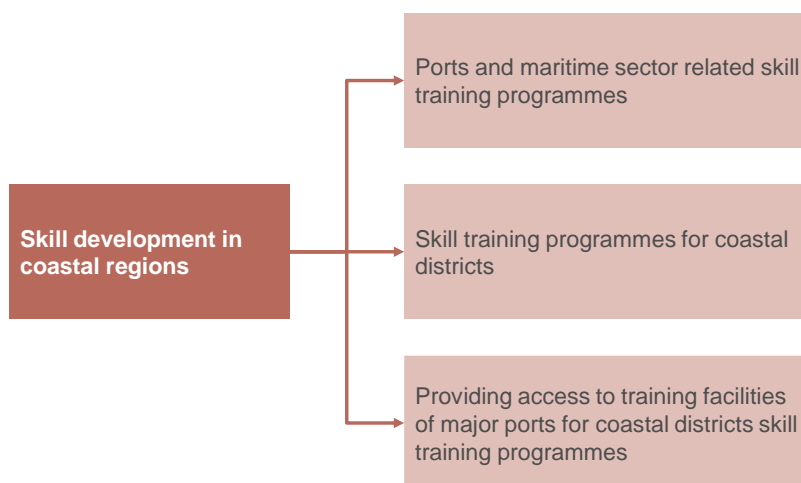 Ports and maritime sector related skill
training programmes
Skill development in
coastal regions
Skill training programmes for coastal
districts
Providing access to training facilities
of major ports for coastal districts skill
training programmes